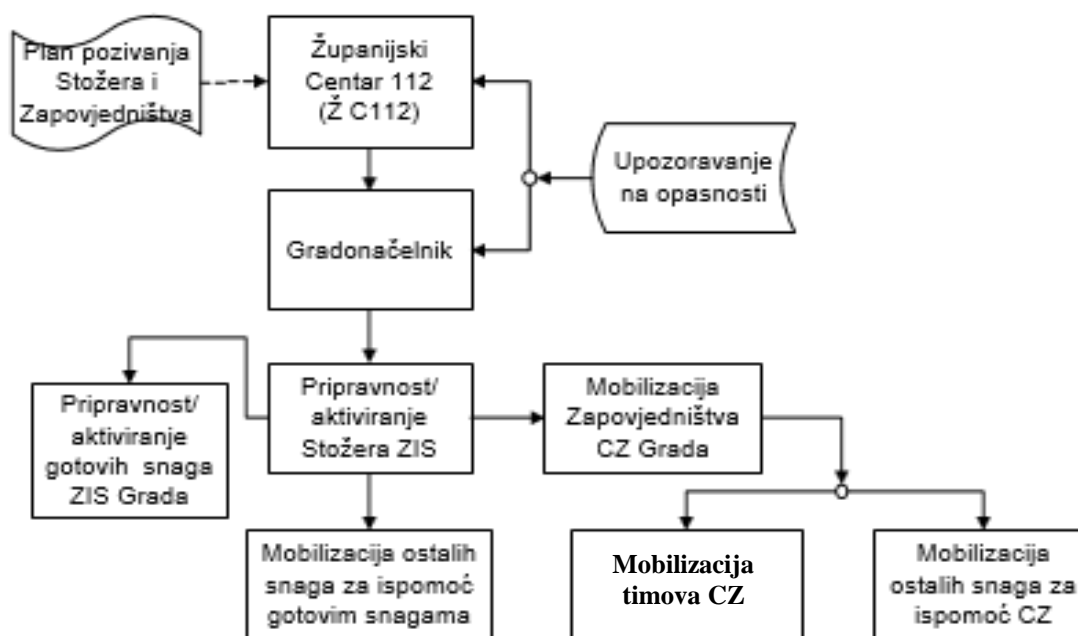 Plan pozivanja
Stožera i
Zapovjedništva
Županijski
Centar 112
(Ž C112)
Upozoravanje
na opasnosti
Gradonačelnik
Pripravnost/
aktiviranje
gotovih snaga
ZIS Grada
Pripravnost/
aktiviranje
Stožera ZIS
Mobilizacija
Zapovjedništva
CZ Grada
Mobilizacija ostalih
snaga za ispomoć
gotovim snagama
Mobilizacija
timova CZ
Mobilizacija
ostalih snaga za
ispomoć CZ